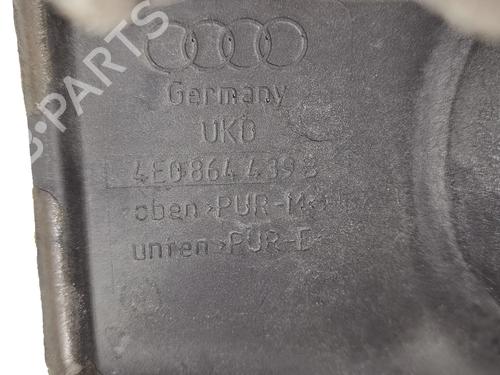 Germany
UKD
4E0 864 439 B
oben >PUR-M<
unten >PUR-E<
B-PARTS